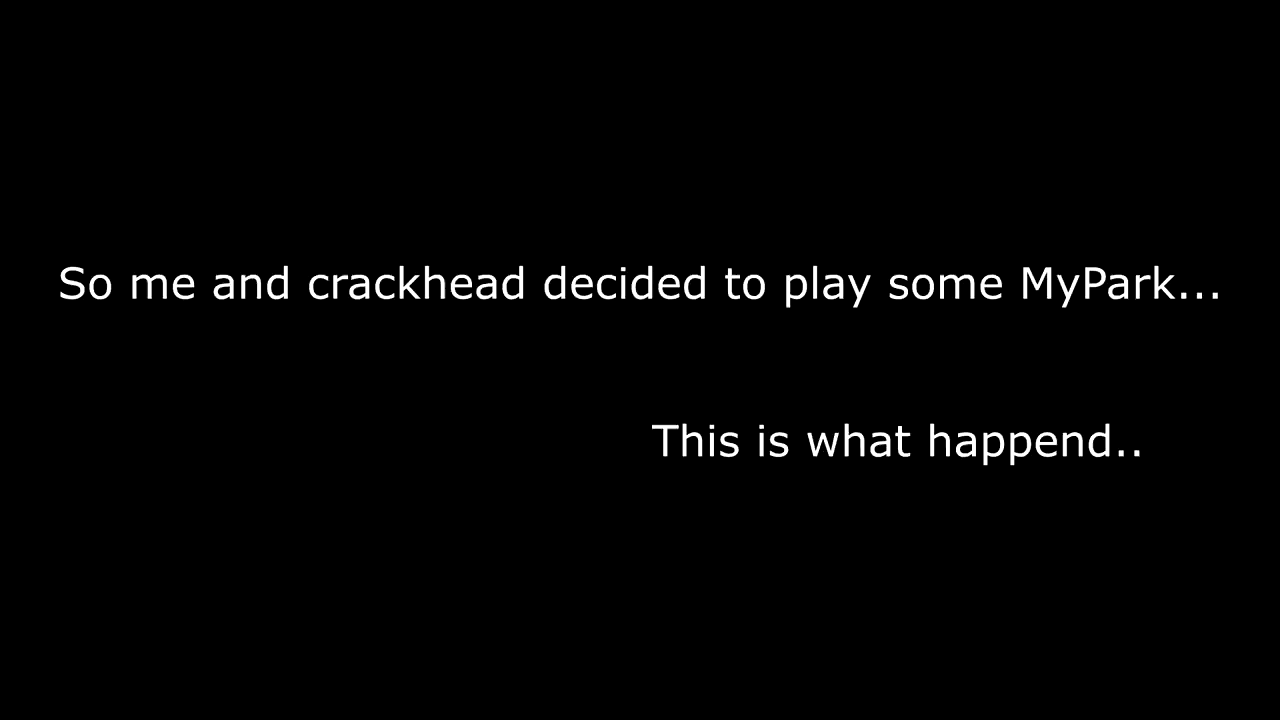 So me and crackhead decided to play some MyPark...
This is what happend..